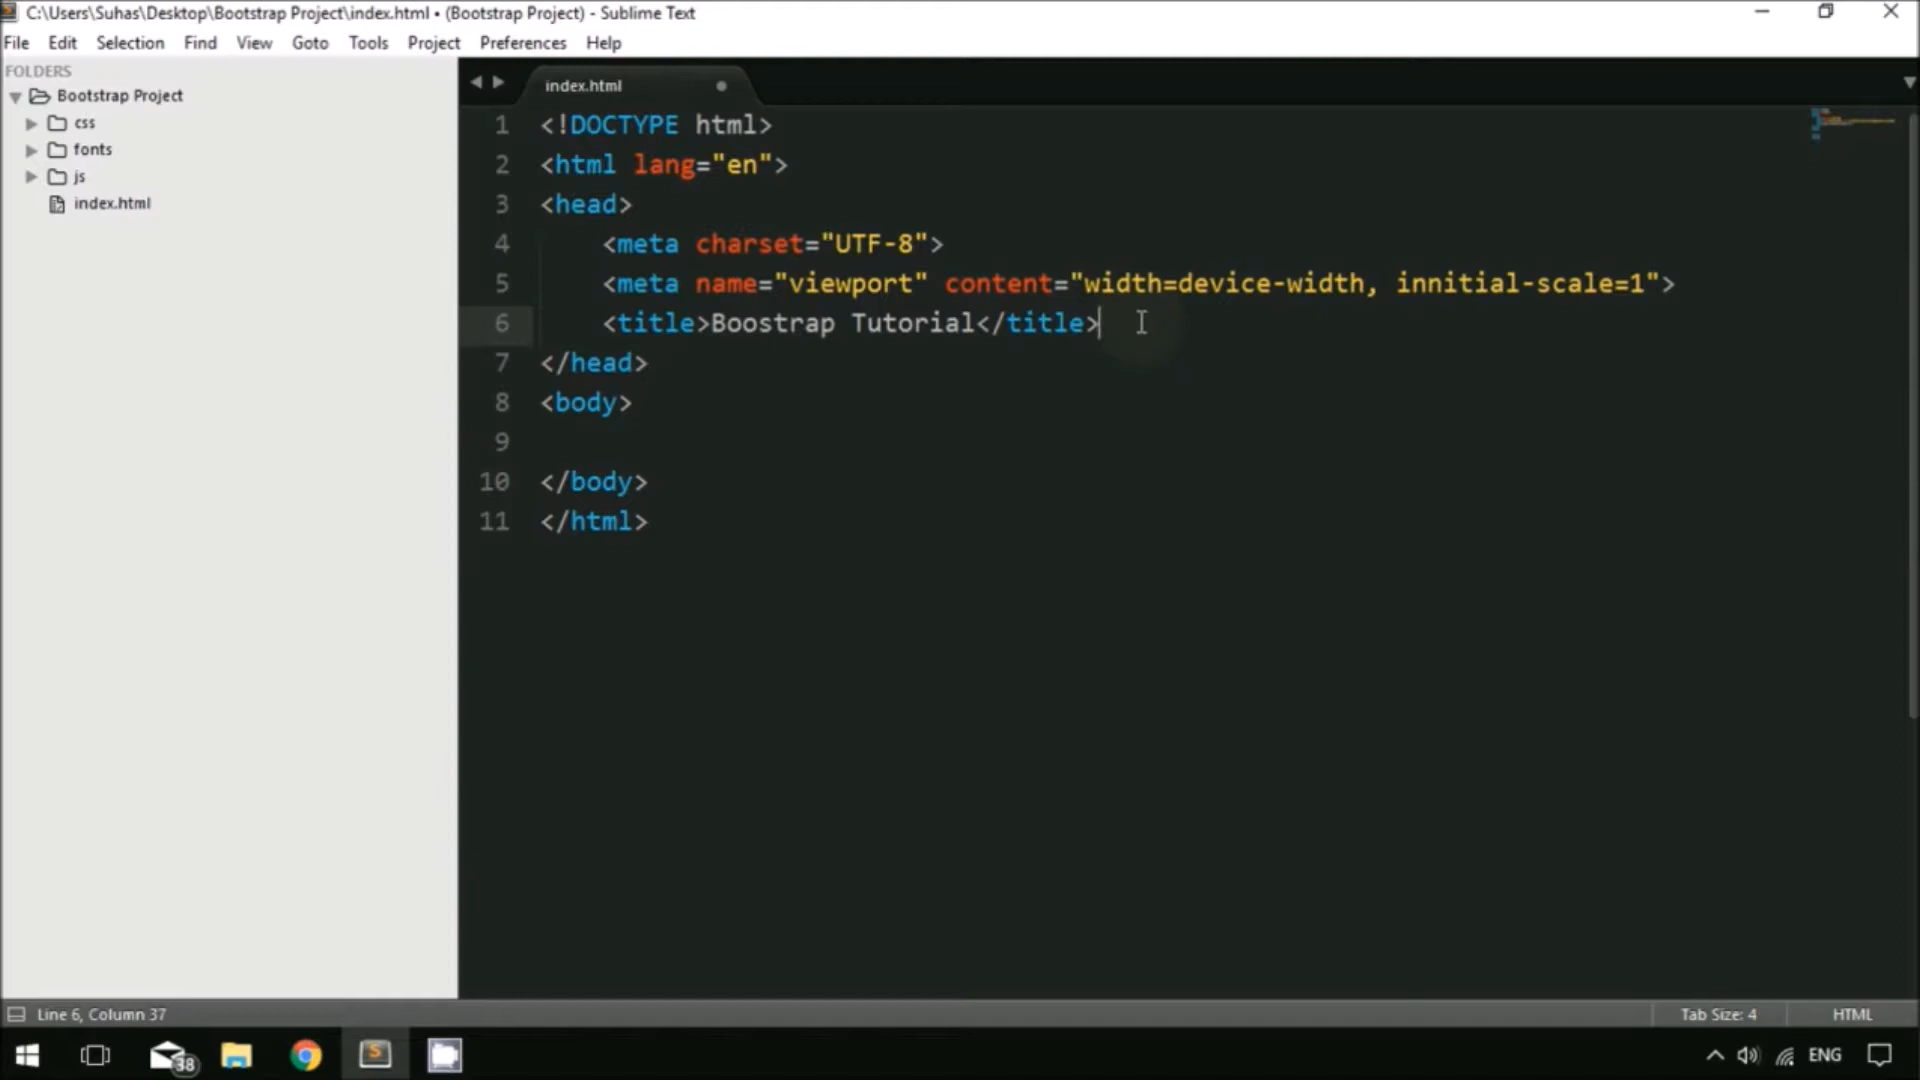 C:\Users\Suhas\Desktop\Bootstrap Project\index.html • (Bootstrap Project) - Sublime Text
File Edit Selection Find View Goto Tools Project Preferences Help
FOLDERS
Bootstrap Project
css
fonts
js
index.html
index.html
1 <!DOCTYPE html>
2 <html lang="en">
3 <head>
4 <meta charset="UTF-8">
5 <meta name="viewport" content="width=device-width, innitial-scale=1">
6 <title>Boostrap Tutorial</title>
7 </head>
8 <body>
9
10 </body>
11 </html>
Line 6, Column 37
Tab Size: 4
HTML
38
ENG